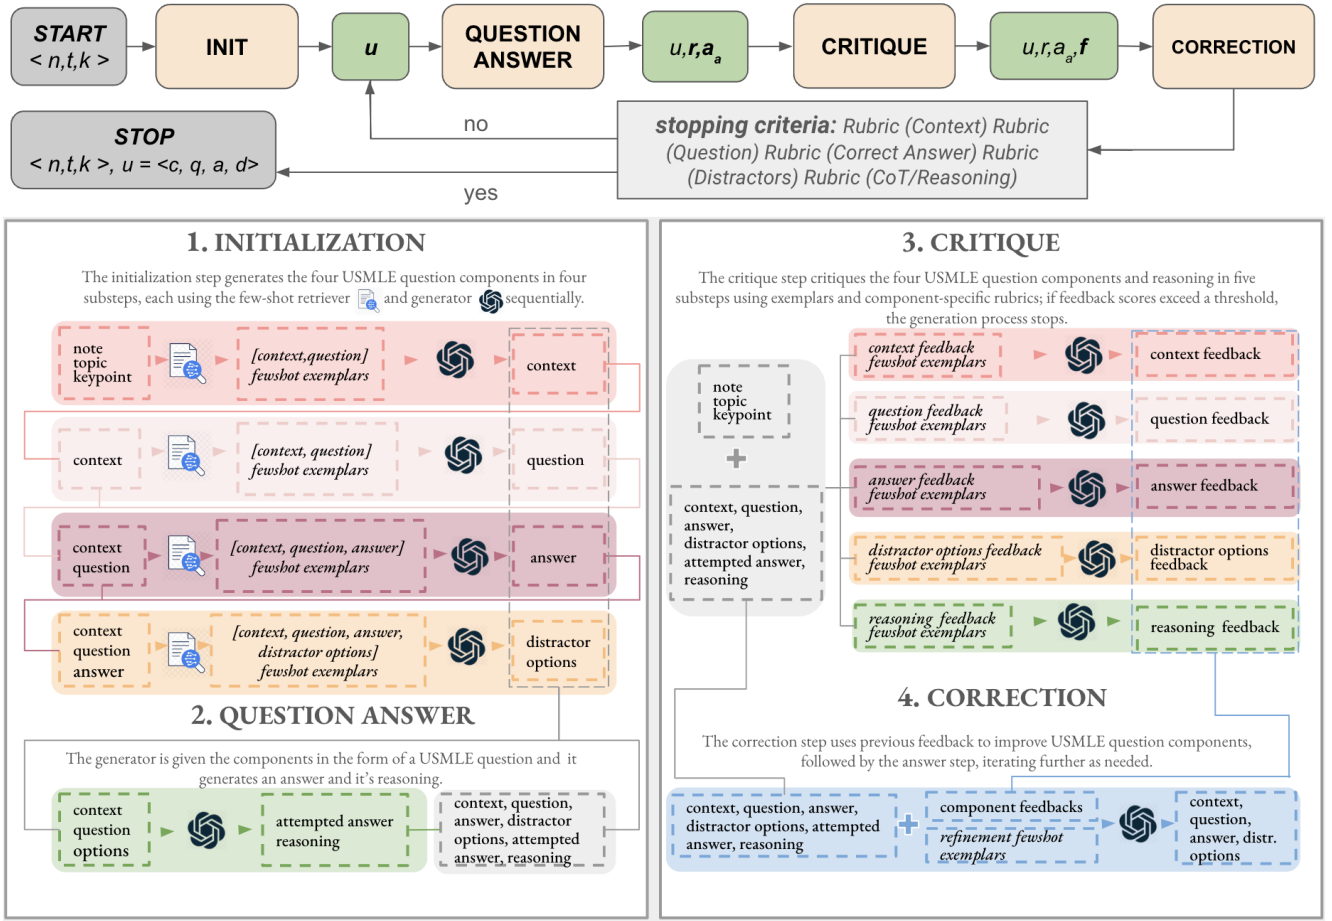 START
< n,t,k >
INIT
u
QUESTION
ANSWER
u,r,aₐ
CRITIQUE
u,r,aₐ,f
CORRECTION
STOP
< n,t,k >, u = <c, q, a, d>
no
yes
stopping criteria: Rubric (Context) Rubric
(Question) Rubric (Correct Answer) Rubric
(Distractors) Rubric (CoT/Reasoning)
1. INITIALIZATION
The initialization step generates the four USMLE question components in four
substeps, each using the few-shot retriever and generator sequentially.
note
topic
keypoint
[context,question]
fewshot exemplars
context
context
[context, question]
fewshot exemplars
question
context
question
[context, question, answer]
fewshot exemplars
answer
context
question
answer
[context, question, answer,
distractor options]
fewshot exemplars
distractor
options
2. QUESTION ANSWER
The generator is given the components in the form of a USMLE question and it
generates an answer and it's reasoning.
context
question
options
attempted answer
reasoning
context, question,
answer, distractor
options, attempted
answer, reasoning
3. CRITIQUE
The critique step critiques the four USMLE question components and reasoning in five
substeps using exemplars and component-specific rubrics; if feedback scores exceed a threshold,
the generation process stops.
note
topic
keypoint
+
context, question,
answer,
distractor options,
attempted answer,
reasoning
context feedback
fewshot exemplars
context feedback
question feedback
fewshot exemplars
question feedback
answer feedback
fewshot exemplars
answer feedback
distractor options feedback
fewshot exemplars
distractor options
feedback
reasoning feedback
fewshot exemplars
reasoning feedback
4. CORRECTION
The correction step uses previous feedback to improve USMLE question components,
followed by the answer step, iterating further as needed.
context, question, answer,
distractor options, attempted
answer, reasoning
+
component feedbacks
refinement fewshot
exemplars
context,
question,
answer, distr.
options